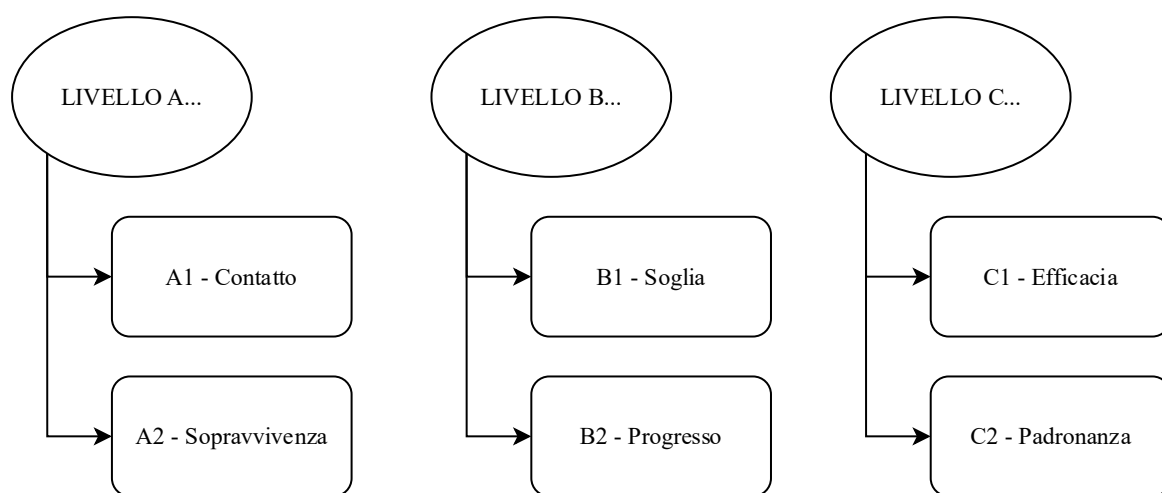 LIVELLO A...
LIVELLO B...
LIVELLO C...
A1 - Contatto
B1 - Soglia
C1 - Efficacia
A2 - Sopravvivenza
B2 - Progresso
C2 - Padronanza